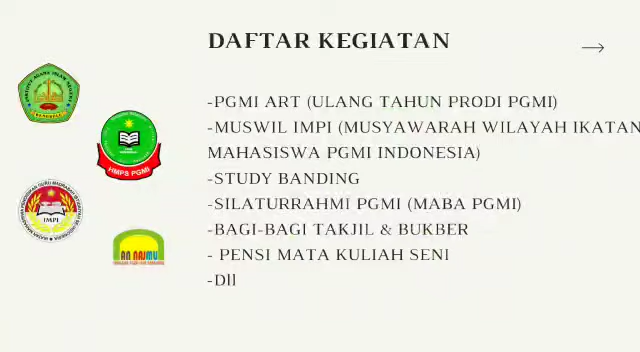 DAFTAR KEGIATAN
-PGMI ART (ULANG TAHUN PRODI PGMI)
-MUSWIL IMPI (MUSYAWARAH WILAYAH IKATAN
MAHASISWA PGMI INDONESIA)
-STUDY BANDING
-SILATURRAHMI PGMI (MABA PGMI)
-BAGI-BAGI TAKJIL & BUKBER
- PENSI MATA KULIAH SENI
-Dll
HMPS PGMI
IMPI
AN NAJMU